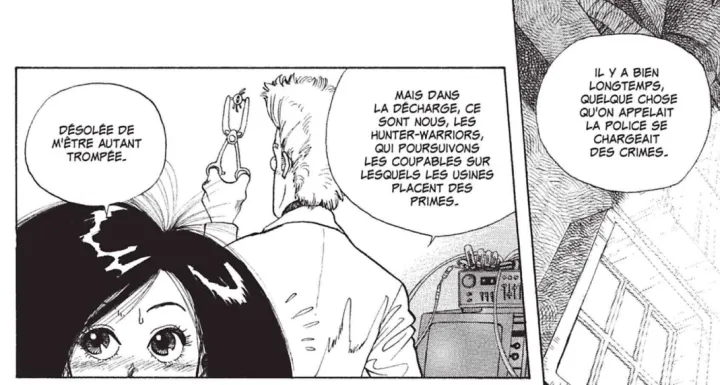 IL Y A BIEN
LONGTEMPS,
QUELQUE CHOSE
QU'ON APPELAIT
LA POLICE SE
CHARGEAIT
DES CRIMES...
MAIS DANS
LA DÉCHARGE, CE
SONT NOUS, LES
HUNTER-WARRIORS,
QUI POURSUIVONS
LES COUPABLES SUR
LESQUELS LES USINES
PLACENT DES
PRIMES...
DÉSOLÉE DE
M'ÊTRE AUTANT
TROMPÉE...